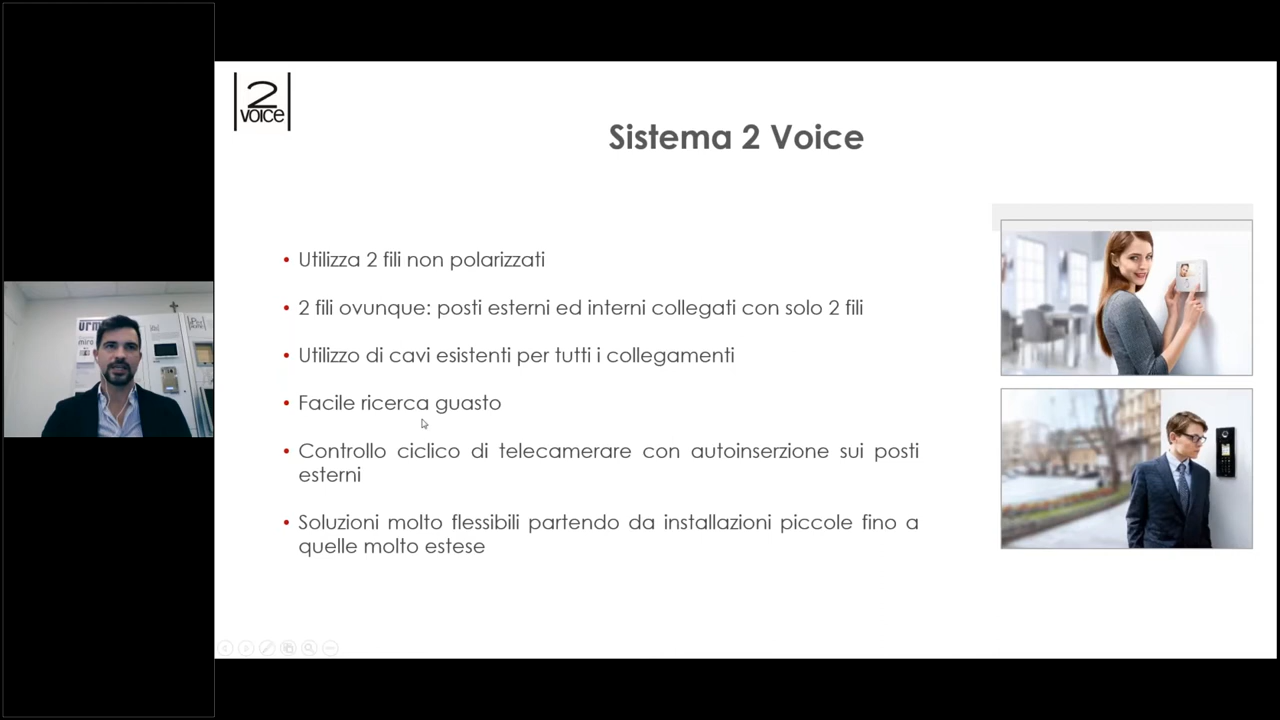 2
VOICE
Sistema 2 Voice
• Utilizza 2 fili non polarizzati
• 2 fili ovunque: posti esterni ed interni collegati con solo 2 fili
• Utilizzo di cavi esistenti per tutti i collegamenti
• Facile ricerca guasto
• Controllo ciclico di telecamerare con autoinserzione sui posti
esterni
• Soluzioni molto flessibili partendo da installazioni piccole fino a
quelle molto estese